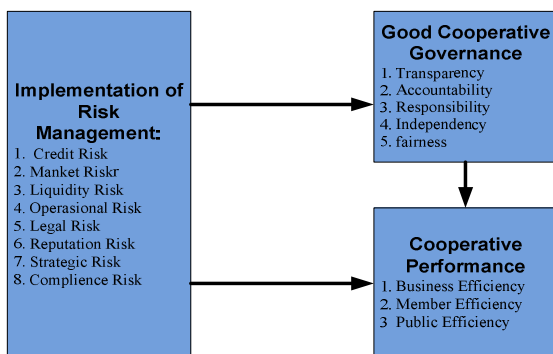 Implementation of
Risk
Management:
1. Credit Risk
2. Manket Riskr
3. Liquidity Risk
4. Operasional Risk
5. Legal Risk
6. Reputation Risk
7. Strategic Risk
8. Complience Risk
Good Cooperative
Governance
1. Transparency
2. Accountability
3. Responsibility
4. Independency
5. fairness
Cooperative
Performance
1. Business Efficiency
2. Member Efficiency
3 Public Efficiency